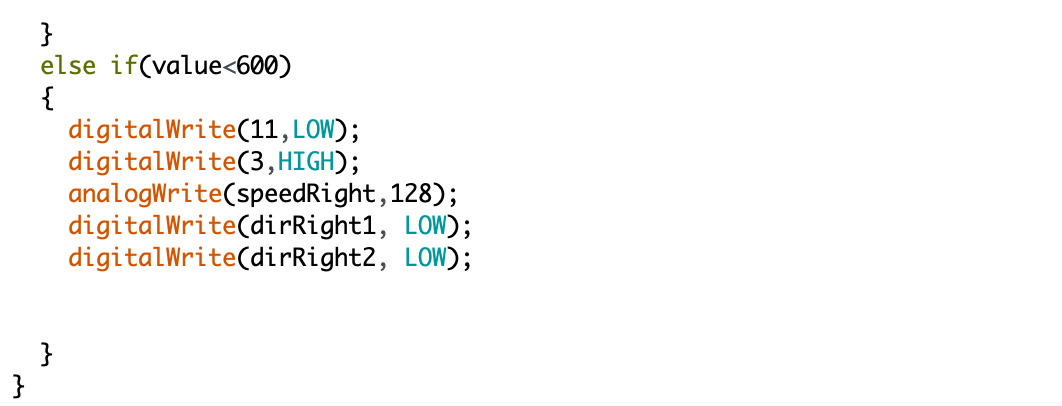 }
else if(value<600)
{
digitalWrite(11,LOW);
digitalWrite(3,HIGH);
analogWrite(speedRight,128);
digitalWrite(dirRight1, LOW);
digitalWrite(dirRight2, LOW);
}
}